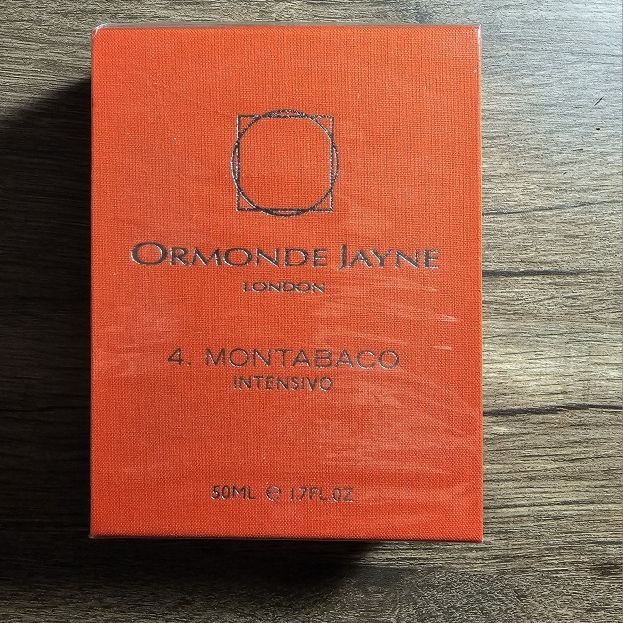 ORMONDE JAYNE
LONDON
4. MONTABACO
INTENSIVO
50ML ℮ 1.7FL.OZ